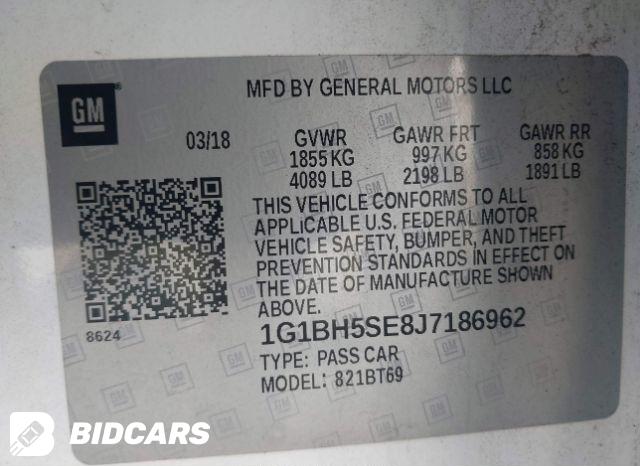 GM
MFD BY GENERAL MOTORS LLC
03/18
GVWR
1855 KG
4089 LB
GAWR FRT
997 KG
2198 LB
GAWR RR
858 KG
1891 LB
THIS VEHICLE CONFORMS TO ALL
APPLICABLE U.S. FEDERAL MOTOR
VEHICLE SAFETY, BUMPER, AND THEFT
PREVENTION STANDARDS IN EFFECT ON
THE DATE OF MANUFACTURE SHOWN
ABOVE.
8624
1G1BH5SE8J7186962
TYPE: PASS CAR
MODEL: 821BT69
BIDCARS